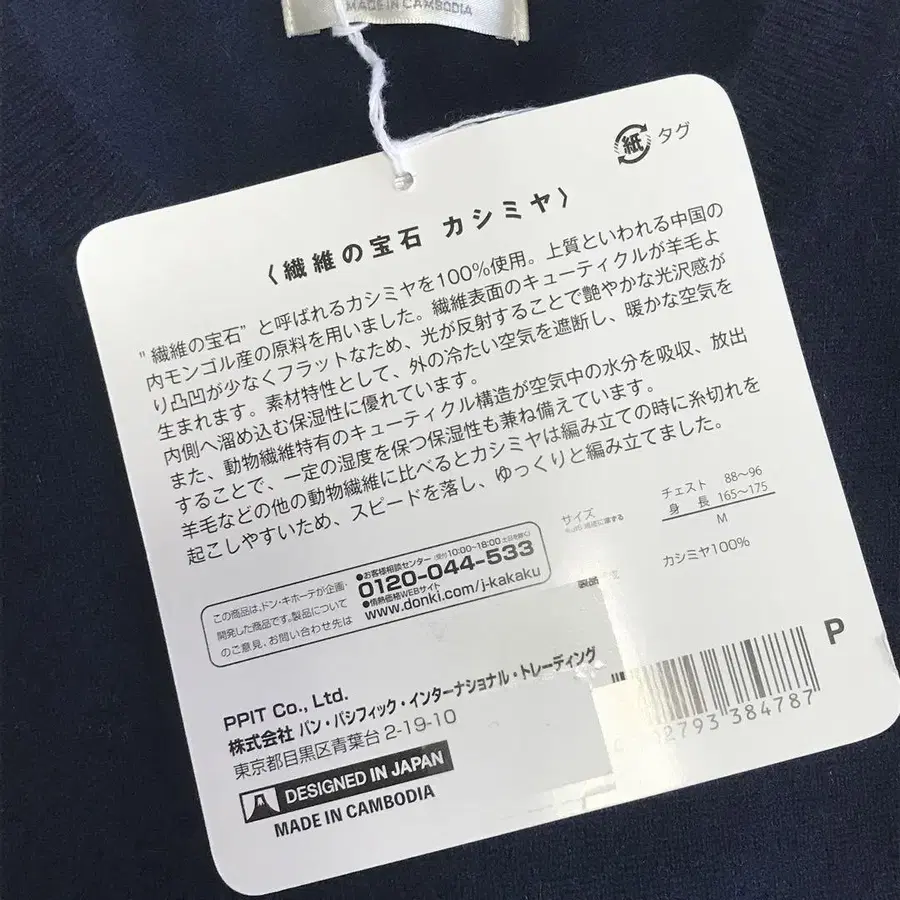 MADE IN CAMBODIA
紙 タグ
〈繊維の宝石 カシミヤ〉
"繊維の宝石"と呼ばれるカシミヤを100%使用。上質といわれる中国の
内モンゴル産の原料を用いました。繊維表面のキューティクルが羊毛よ
り凸凹が少なくフラットなため、光が反射することで艶やかな光沢感が
生まれます。素材特性として、外の冷たい空気を遮断し、暖かな空気を
内側へ溜め込む保湿性に優れています。
また、動物繊維特有のキューティクル構造が空気中の水分を吸収、放出
することで、一定の湿度を保つ保湿性も兼ね備えています。
羊毛などの他の動物繊維に比べるとカシミヤは編み立ての時に糸切れを
起こしやすいため、スピードを落し、ゆっくりと編み立てました。
この商品は、ドン・キホーテが企画・
開発した商品です。製品について
のご意見、お問い合わせ先は
●お客様相談センター(受付10:00~18:00土日を除く)
0120-044-533
●情熱価格WEBサイト
www.donki.com/j-kakaku
サイズ
チェスト 88~96
身長 165~175
M
カシミヤ100%
P
PPIT Co., Ltd.
株式会社 パン・パシフィック・インターナショナル・トレーディング
東京都目黒区青葉台2-19-10
DESIGNED IN JAPAN
MADE IN CAMBODIA
02793 384787